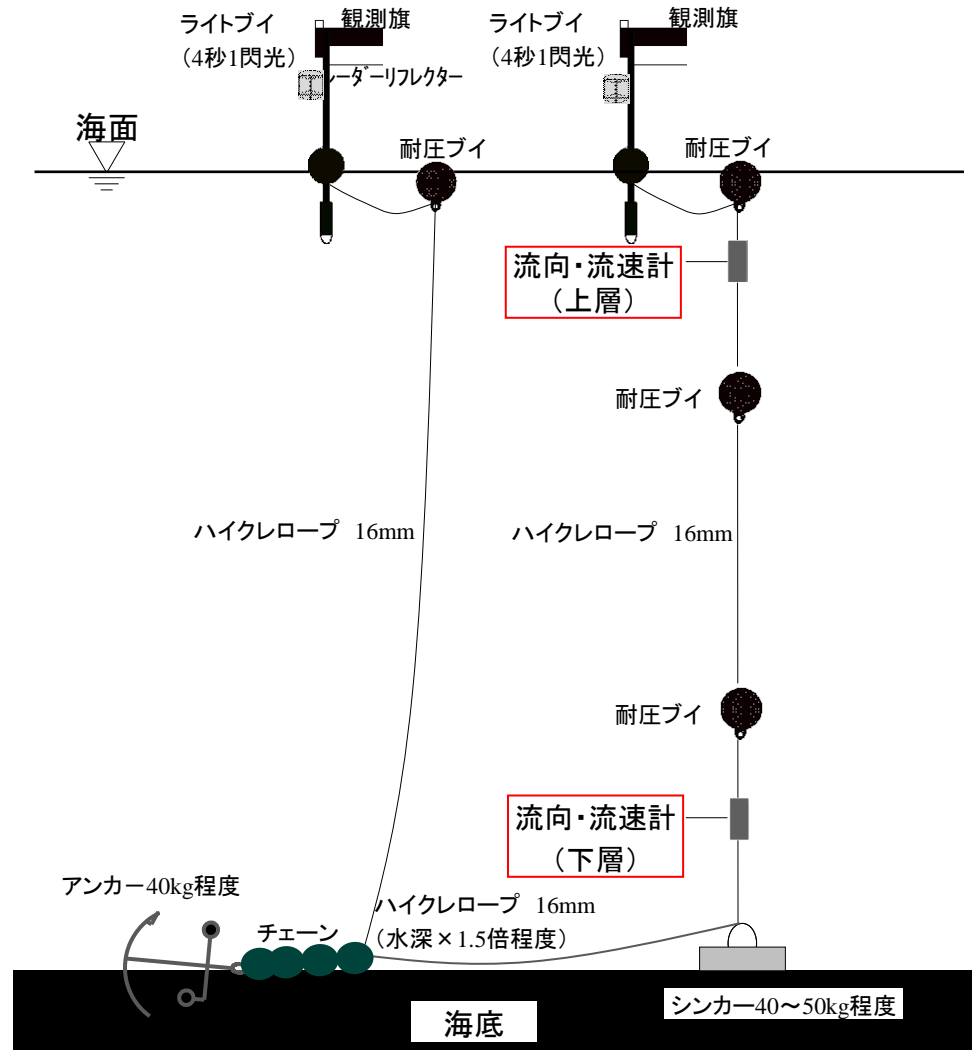 ライトブイ
(4秒1閃光)
観測旗
ライトブイ
(4秒1閃光)
観測旗
レーダーリフレクター
海面
耐圧ブイ
耐圧ブイ
流向・流速計
(上層)
耐圧ブイ
ハイクレロープ 16mm
ハイクレロープ 16mm
耐圧ブイ
流向・流速計
(下層)
アンカー40kg程度
チェーン
ハイクレロープ 16mm
(水深×1.5倍程度)
シンカー40～50kg程度
海底